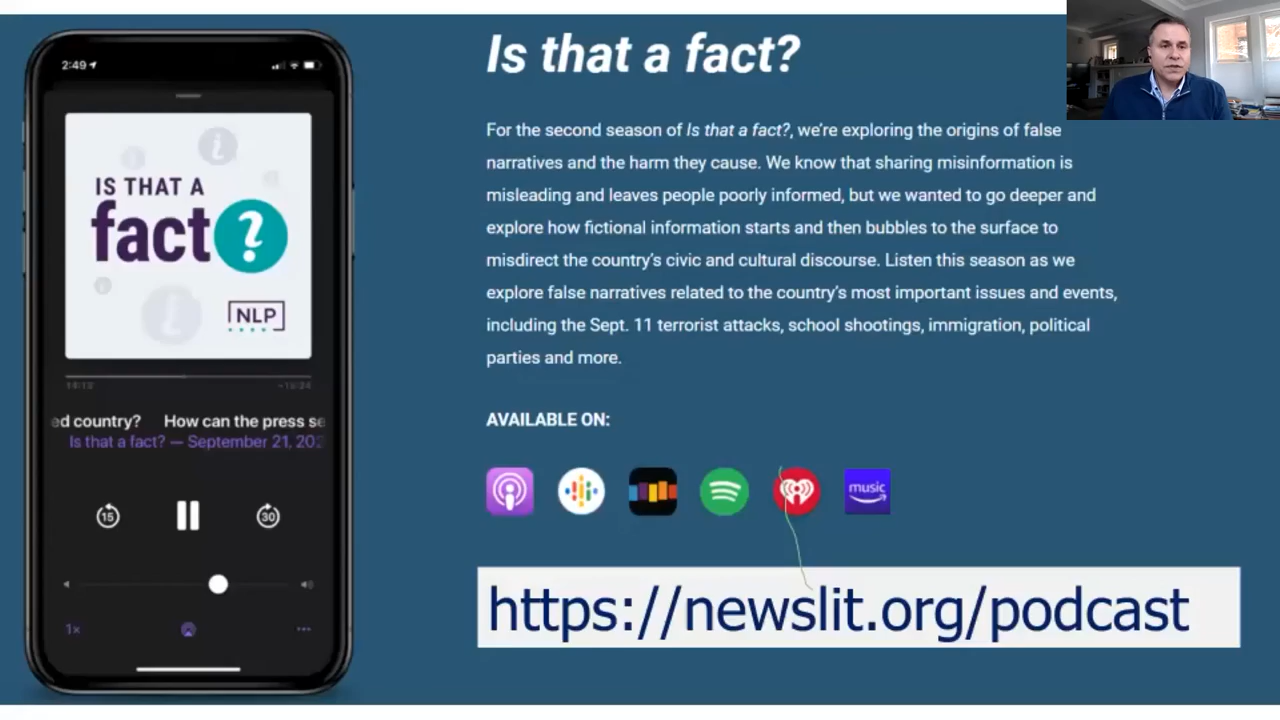 2:49
IS THAT A
fact?
NLP
ed country? How can the press se
Is that a fact? — September 21, 202
15
30
1x
Is that a fact?
For the second season of Is that a fact?, we're exploring the origins of false
narratives and the harm they cause. We know that sharing misinformation is
misleading and leaves people poorly informed, but we wanted to go deeper and
explore how fictional information starts and then bubbles to the surface to
misdirect the country's civic and cultural discourse. Listen this season as we
explore false narratives related to the country's most important issues and events,
including the Sept. 11 terrorist attacks, school shootings, immigration, political
parties and more.
AVAILABLE ON:
music
https://newslit.org/podcast